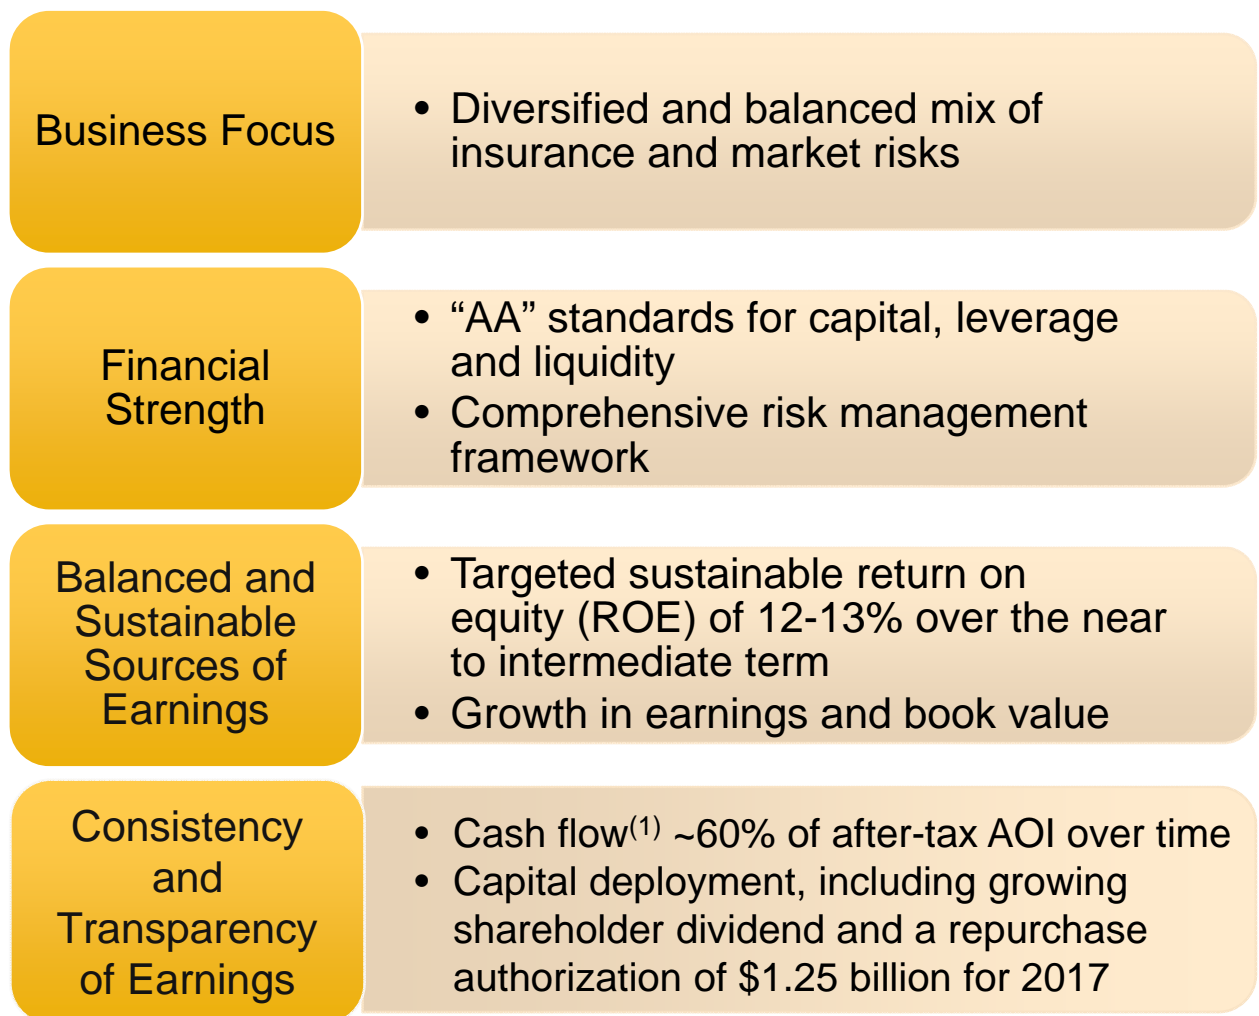 Business Focus
• Diversified and balanced mix of
insurance and market risks
Financial
Strength
• “AA” standards for capital, leverage
and liquidity
• Comprehensive risk management
framework
Balanced and
Sustainable
Sources of
Earnings
• Targeted sustainable return on
equity (ROE) of 12-13% over the near
to intermediate term
• Growth in earnings and book value
Consistency
and
Transparency
of Earnings
• Cash flow(1) ~60% of after-tax AOI over time
• Capital deployment, including growing
shareholder dividend and a repurchase
authorization of $1.25 billion for 2017